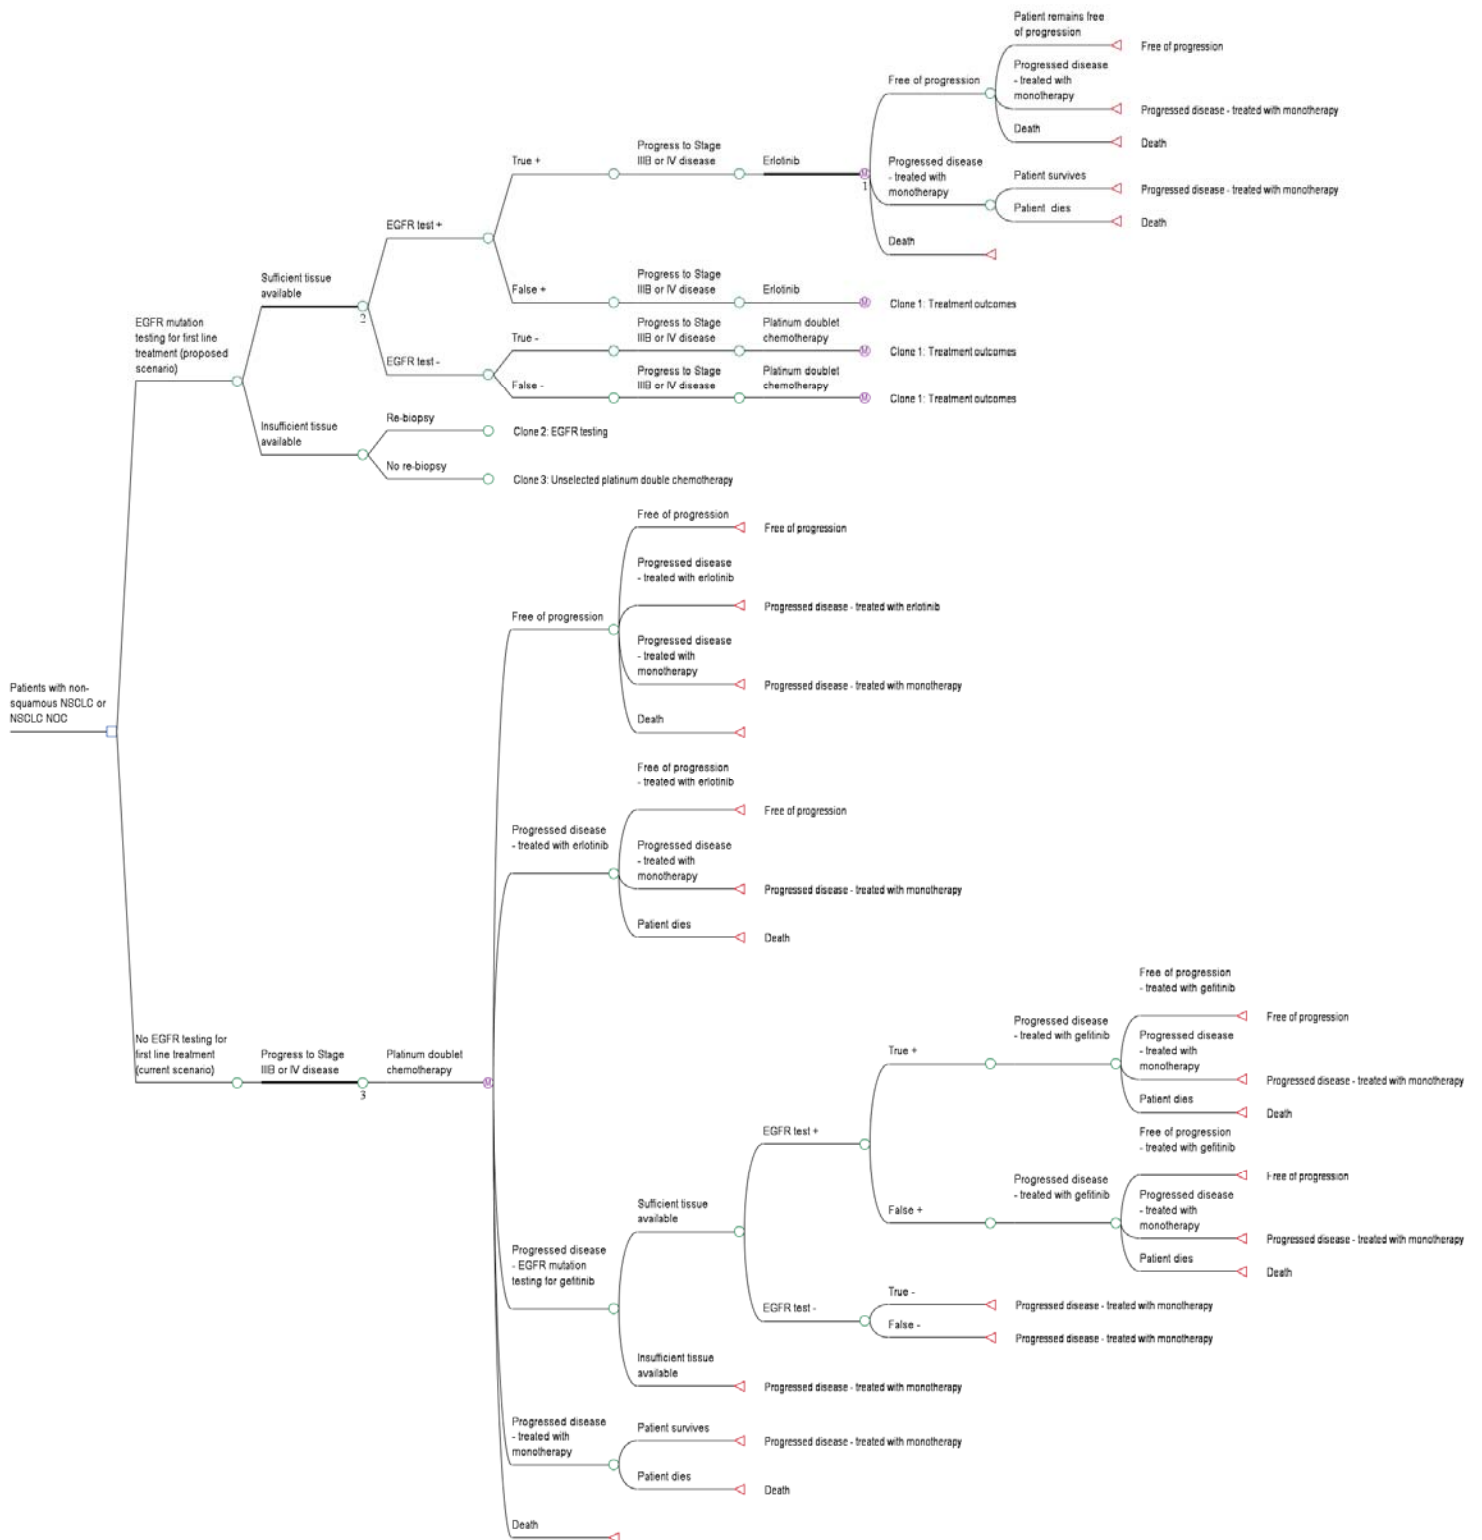 Patient remains free
of progression
Free of progression
Progressed disease
- treated with
monotherapy
Free of progression
Progressed disease - treated with monotherapy
Death
Death
Progress to Stage
IIIB or IV disease
Erlotinib
True +
M
1
Progressed disease
- treated with
monotherapy
Patient survives
Progressed disease - treated with monotherapy
Patient dies
Death
EGFR test +
Death
Sufficient tissue
available
2
False +
Progress to Stage
IIIB or IV disease
Erlotinib
M
Clone 1: Treatment outcomes
EGFR mutation
testing for first line
treatment (proposed
scenario)
True -
Progress to Stage
IIIB or IV disease
Platinum doublet
chemotherapy
M
Clone 1: Treatment outcomes
EGFR test -
False -
Progress to Stage
IIIB or IV disease
Platinum doublet
chemotherapy
M
Clone 1: Treatment outcomes
Insufficient tissue
available
Re-biopsy
Clone 2: EGFR testing
No re-biopsy
Clone 3: Unselected platinum double chemotherapy
Free of progression
Free of progression
Progressed disease
- treated with erlotinib
Progressed disease - treated with erlotinib
Free of progression
Progressed disease
- treated with
monotherapy
Progressed disease - treated with monotherapy
Death
Patients with non-
squamous NSCLC or
NSCLC NOC
Free of progression
- treated with erlotinib
Free of progression
Progressed disease
- treated with erlotinib
Progressed disease
- treated with
monotherapy
Progressed disease - treated with monotherapy
Patient dies
Death
No EGFR testing for
first line treatment
(current scenario)
Progress to Stage
IIIB or IV disease
3
Platinum doublet
chemotherapy
M
Free of progression
- treated with gefitinib
Free of progression
True +
Progressed disease
- treated with gefitinib
Progressed disease
- treated with
monotherapy
Progressed disease - treated with monotherapy
Patient dies
Death
EGFR test +
Free of progression
- treated with gefitinib
Free of progression
False +
Progressed disease
- treated with gefitinib
Progressed disease
- treated with
monotherapy
Progressed disease - treated with monotherapy
Patient dies
Death
Sufficient tissue
available
Progressed disease
- EGFR mutation
testing for gefitinib
EGFR test -
True -
Progressed disease - treated with monotherapy
False -
Progressed disease - treated with monotherapy
Insufficient tissue
available
Progressed disease - treated with monotherapy
Progressed disease
- treated with
monotherapy
Patient survives
Progressed disease - treated with monotherapy
Patient dies
Death
Death